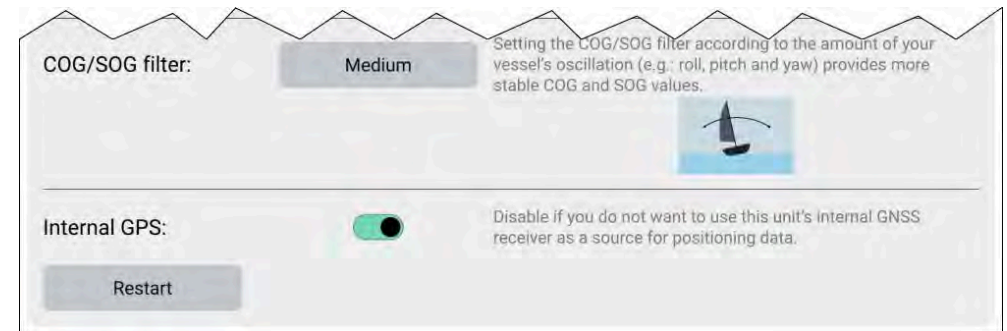 COG/SOG filter:
Medium
Setting the COG/SOG filter according to the amount of your
vessel's oscillation (e.g.: roll, pitch and yaw) provides more
stable COG and SOG values.
Internal GPS:
Disable if you do not want to use this unit's internal GNSS
receiver as a source for positioning data.
Restart